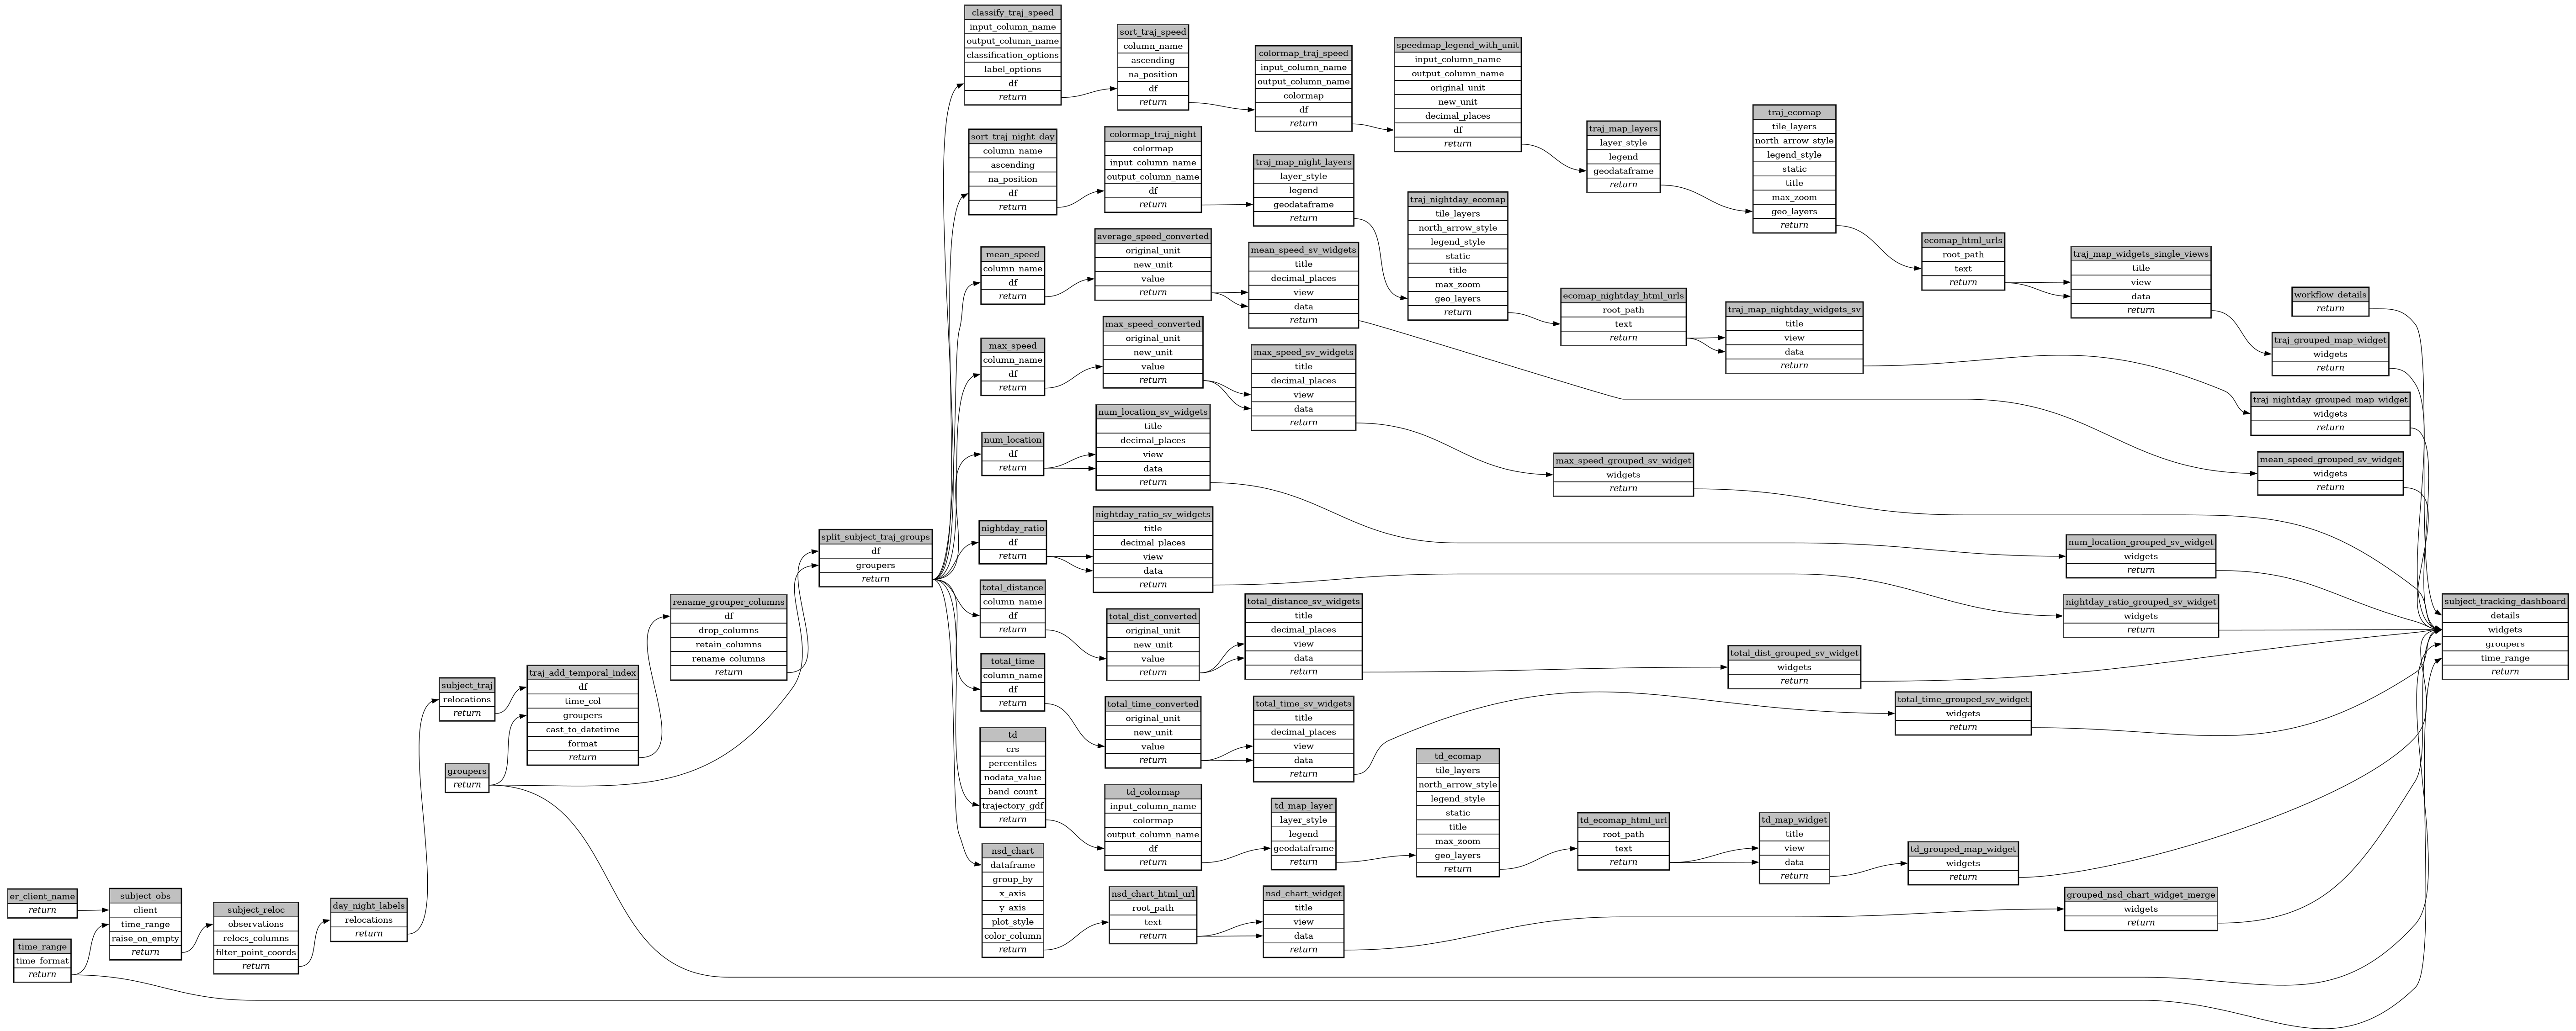 classify_traj_speed
input_column_name
output_column_name
classification_options
label_options
df
return
sort_traj_speed
column_name
ascending
na_position
df
return
colormap_traj_speed
input_column_name
output_column_name
colormap
df
return
speedmap_legend_with_unit
input_column_name
output_column_name
original_unit
new_unit
decimal_places
df
return
traj_map_layers
layer_style
legend
geodataframe
return
traj_ecomap
tile_layers
north_arrow_style
legend_style
static
title
max_zoom
geo_layers
return
ecomap_html_urls
root_path
text
return
traj_map_widgets_single_views
title
view
data
return
workflow_details
return
traj_grouped_map_widget
widgets
return
sort_traj_night_day
column_name
ascending
na_position
df
return
colormap_traj_night
colormap
input_column_name
output_column_name
df
return
traj_map_night_layers
layer_style
legend
geodataframe
return
traj_nightday_ecomap
tile_layers
north_arrow_style
legend_style
static
title
max_zoom
geo_layers
return
ecomap_nightday_html_urls
root_path
text
return
traj_map_nightday_widgets_sv
title
view
data
return
traj_nightday_grouped_map_widget
widgets
return
mean_speed
column_name
df
return
average_speed_converted
original_unit
new_unit
value
return
mean_speed_sv_widgets
title
decimal_places
view
data
return
mean_speed_grouped_sv_widget
widgets
return
max_speed
column_name
df
return
max_speed_converted
original_unit
new_unit
value
return
max_speed_sv_widgets
title
decimal_places
view
data
return
max_speed_grouped_sv_widget
widgets
return
num_location
df
return
num_location_sv_widgets
title
decimal_places
view
data
return
num_location_grouped_sv_widget
widgets
return
nightday_ratio
df
return
nightday_ratio_sv_widgets
title
decimal_places
view
data
return
nightday_ratio_grouped_sv_widget
widgets
return
split_subject_traj_groups
df
groupers
return
total_distance
column_name
df
return
total_dist_converted
original_unit
new_unit
value
return
total_distance_sv_widgets
title
decimal_places
view
data
return
total_dist_grouped_sv_widget
widgets
return
subject_tracking_dashboard
details
widgets
groupers
time_range
return
rename_grouper_columns
df
drop_columns
retain_columns
rename_columns
return
total_time
column_name
df
return
total_time_converted
original_unit
new_unit
value
return
total_time_sv_widgets
title
decimal_places
view
data
return
total_time_grouped_sv_widget
widgets
return
traj_add_temporal_index
df
time_col
groupers
cast_to_datetime
format
return
subject_traj
relocations
return
groupers
return
td
crs
percentiles
nodata_value
band_count
trajectory_gdf
return
td_colormap
input_column_name
colormap
output_column_name
df
return
td_map_layer
layer_style
legend
geodataframe
return
td_ecomap
tile_layers
north_arrow_style
legend_style
static
title
max_zoom
geo_layers
return
td_ecomap_html_url
root_path
text
return
td_map_widget
title
view
data
return
td_grouped_map_widget
widgets
return
nsd_chart
dataframe
group_by
x_axis
y_axis
plot_style
color_column
return
nsd_chart_html_url
root_path
text
return
nsd_chart_widget
title
view
data
return
grouped_nsd_chart_widget_merge
widgets
return
er_client_name
return
time_range
time_format
return
subject_obs
client
time_range
raise_on_empty
return
subject_reloc
observations
relocs_columns
filter_point_coords
return
day_night_labels
relocations
return